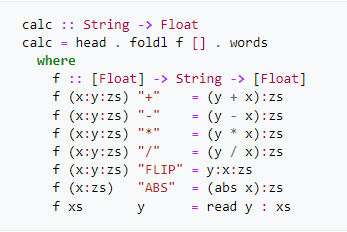 calc :: String -> Float
calc = head . foldl f [] . words
  where
    f :: [Float] -> String -> [Float]
    f (x:y:zs) "+"    = (y + x):zs
    f (x:y:zs) "-"    = (y - x):zs
    f (x:y:zs) "*"    = (y * x):zs
    f (x:y:zs) "/"    = (y / x):zs
    f (x:y:zs) "FLIP" = y:x:zs
    f (x:zs)   "ABS"  = (abs x):zs
    f xs       y      = read y : xs